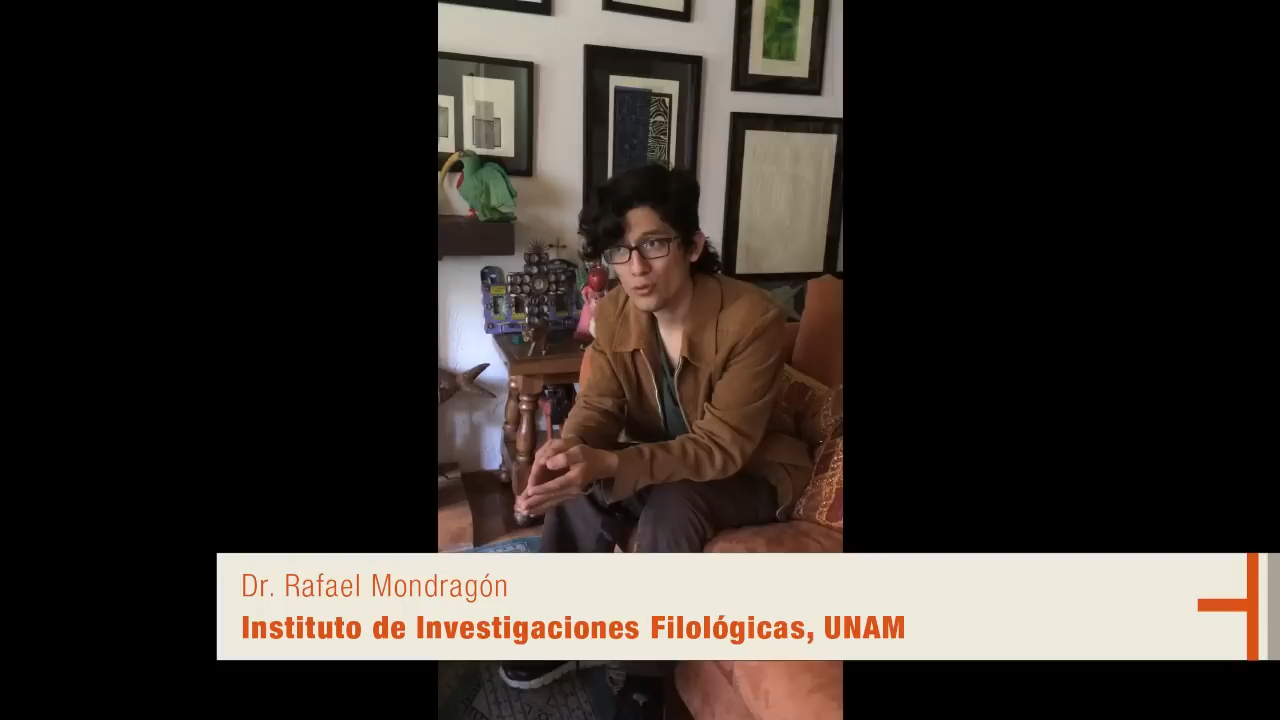 Dr. Rafael Mondragón
Instituto de Investigaciones Filológicas, UNAM